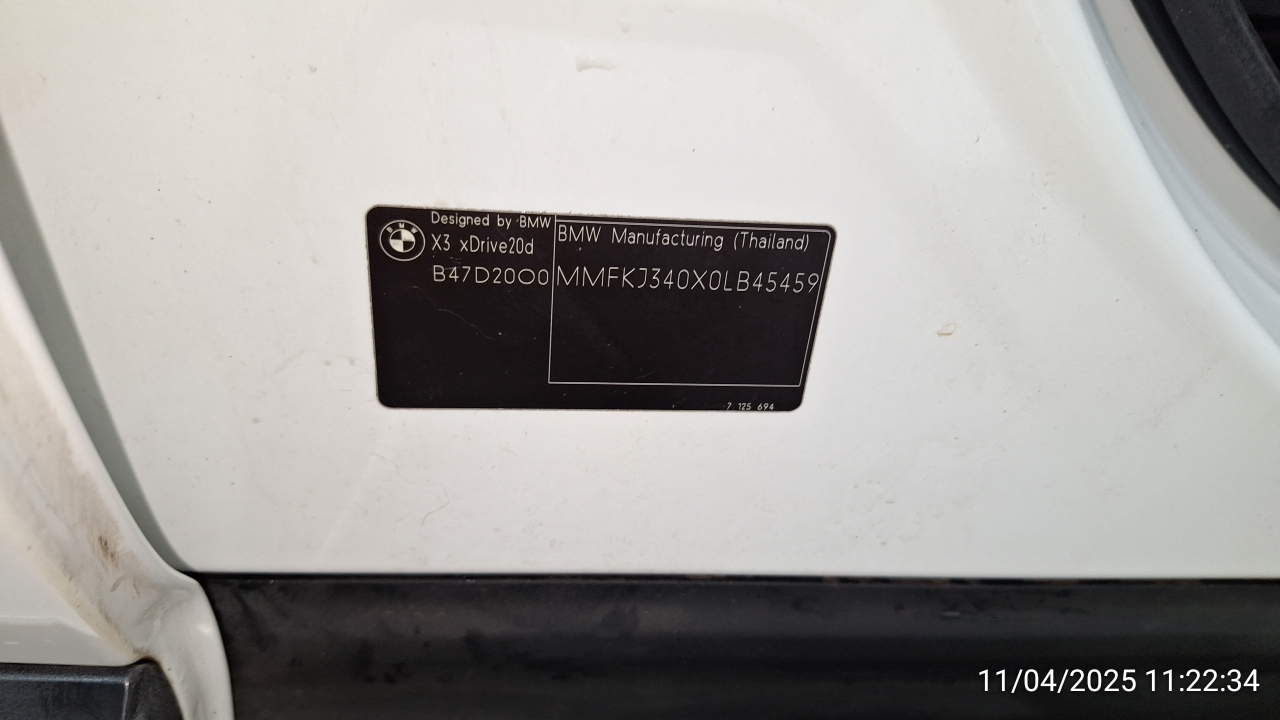 BMW
Designed by BMW
X3 xDrive20d
B47D20O0
BMW Manufacturing (Thailand)
MMFKJ340X0LB45459
7 125 694
11/04/2025 11:22:34